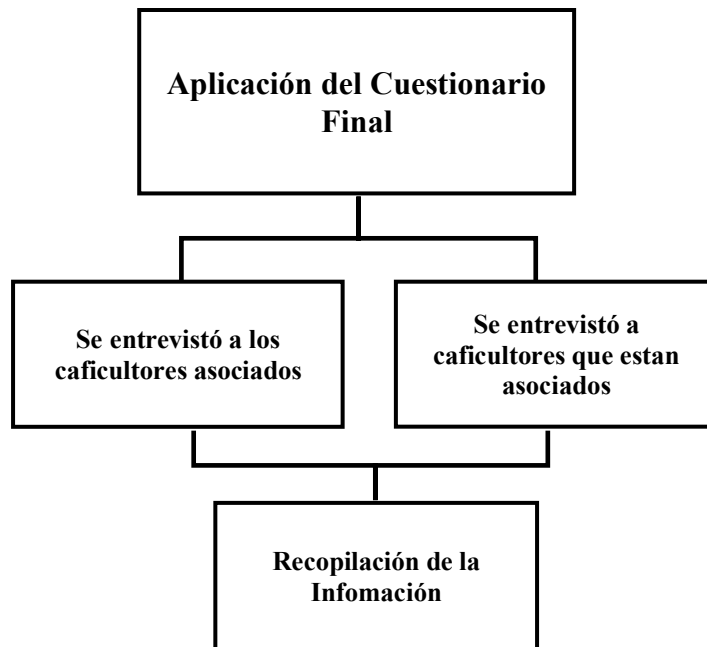 Aplicación del Cuestionario
Final
Se entrevistó a los
caficultores asociados
Se entrevistó a
caficultores que estan
asociados
Recopilación de la
Infomación